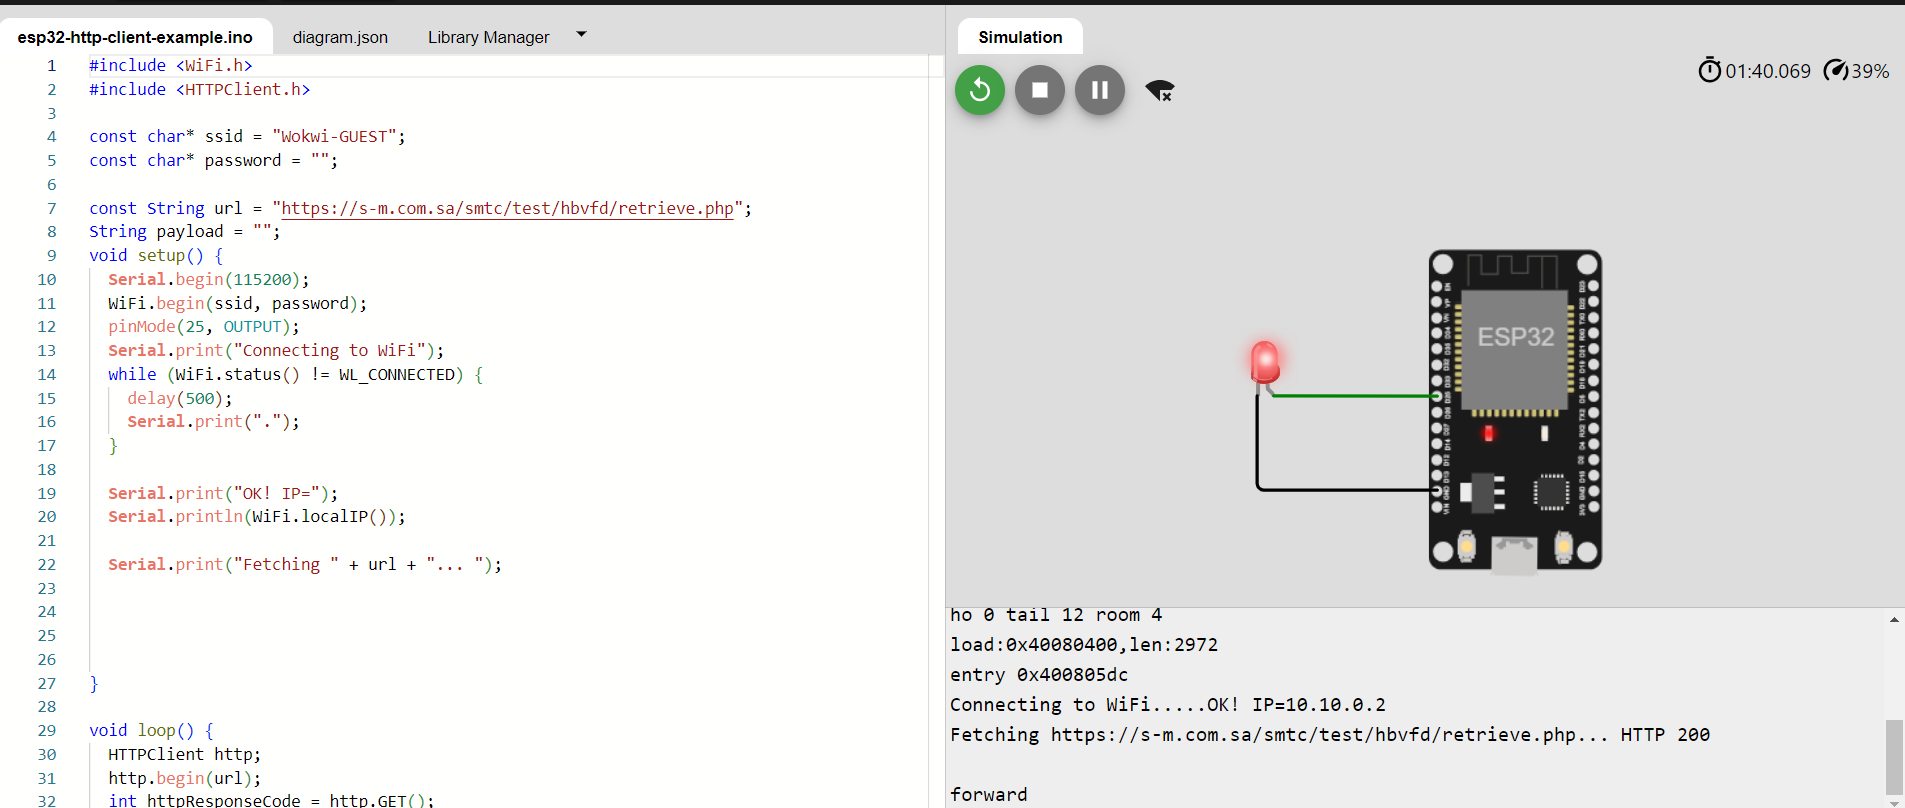 esp32-http-client-example.ino diagram.json Library Manager
1 #include <WiFi.h>
2 #include <HTTPClient.h>
3
4 const char* ssid = "Wokwi-GUEST";
5 const char* password = "";
6
7 const String url = "https://s-m.com.sa/smtc/test/hbvfd/retrieve.php";
8 String payload = "";
9 void setup() {
10 Serial.begin(115200);
11 WiFi.begin(ssid, password);
12 pinMode(25, OUTPUT);
13 Serial.print("Connecting to WiFi");
14 while (WiFi.status() != WL_CONNECTED) {
15 delay(500);
16 Serial.print(".");
17 }
18
19 Serial.print("OK! IP=");
20 Serial.println(WiFi.localIP());
21
22 Serial.print("Fetching " + url + "... ");
23
24
25
26
27 }
28
29 void loop() {
30 HTTPClient http;
31 http.begin(url);
32 int httpResponseCode = http.GET();
Simulation
01:40.069 39%
ESP32
ho 0 tail 12 room 4
load:0x40080400,len:2972
entry 0x400805dc
Connecting to WiFi.....OK! IP=10.10.0.2
Fetching https://s-m.com.sa/smtc/test/hbvfd/retrieve.php... HTTP 200
forward